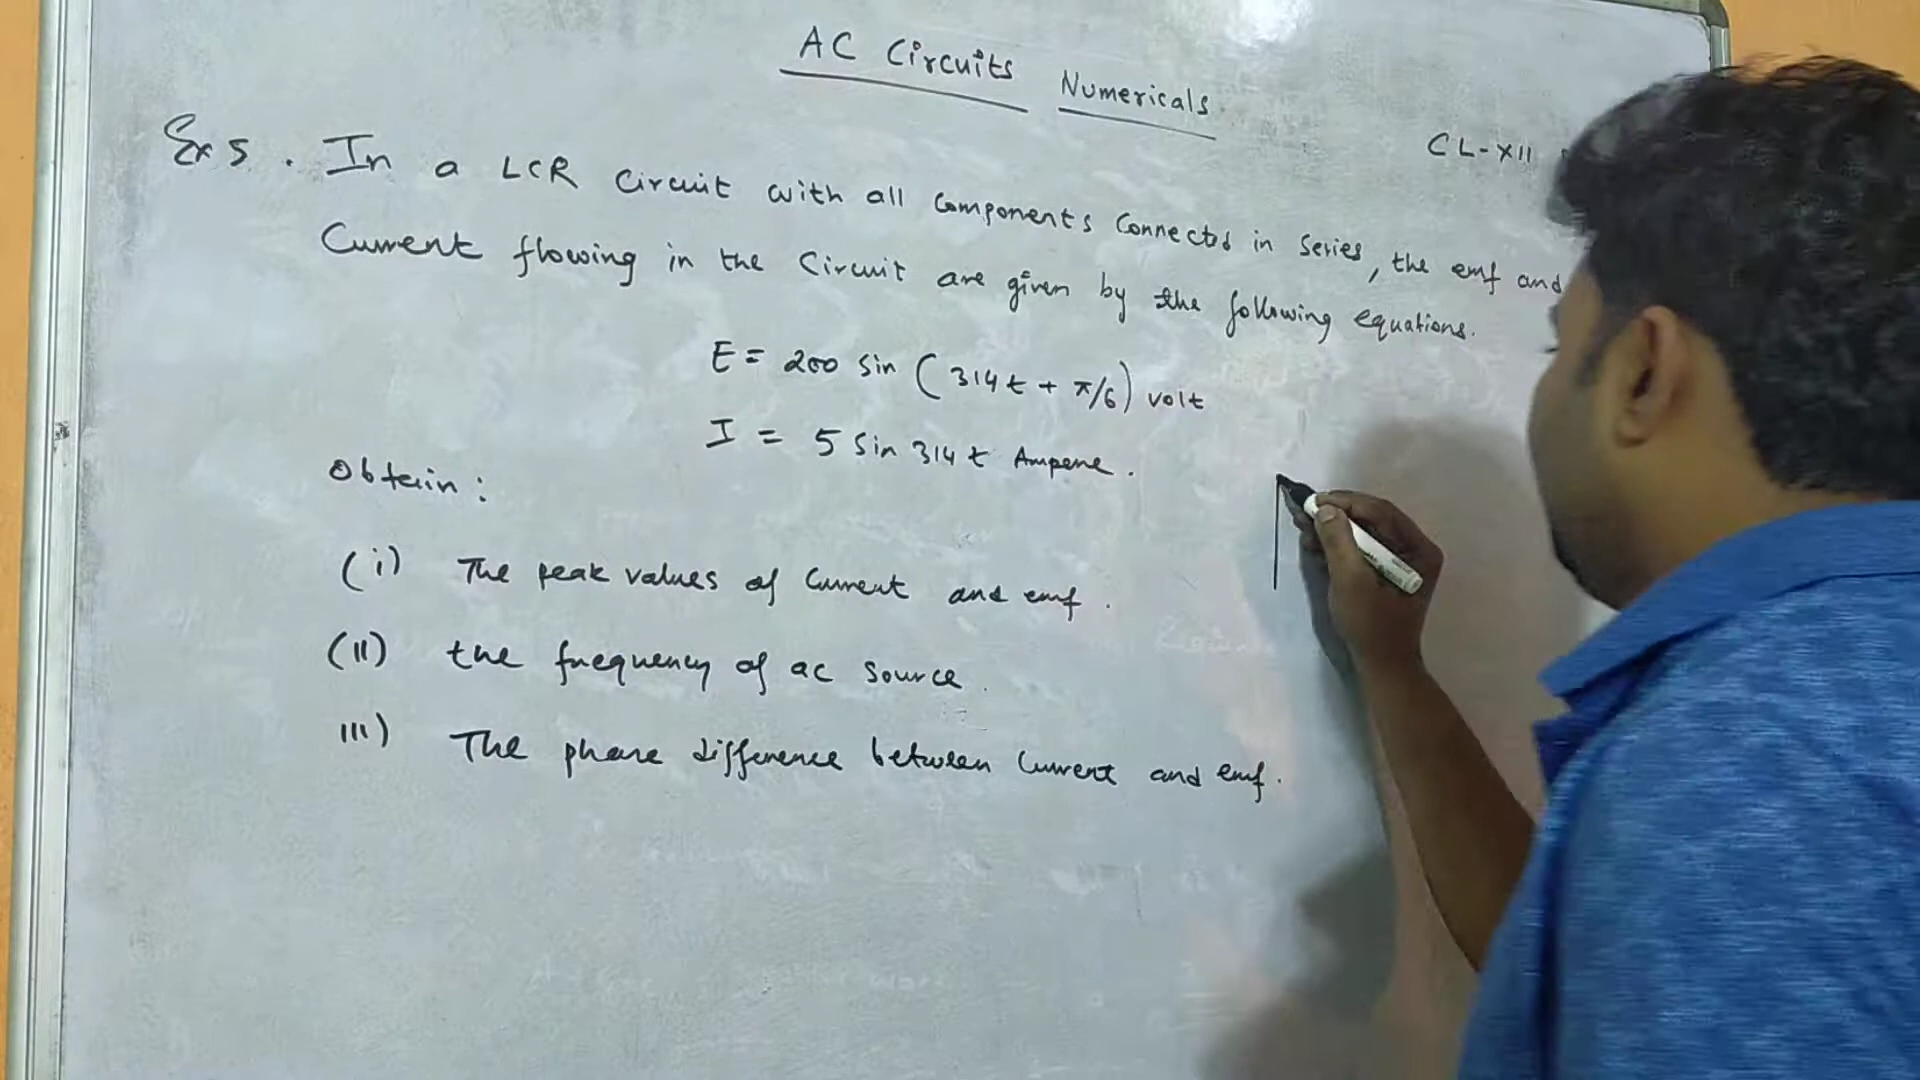 AC Circuits Numericals.
CL-XII
Ex 5. In a LCR Circuit with all Components Connected in Series, the emf and
Current flowing in the Circuit are given by the following equations.
E = 200 sin (314t + π/6) volt
I = 5 Sin 314 t Ampere.
Obtain:
(i) The peak values of Current and emf.
(II) the frequency of ac source.
III) The phase difference between Current and emf.